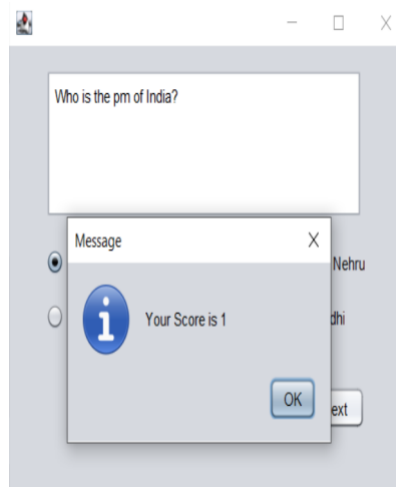 Who is the pm of India?
Message
Nehru
Your Score is 1
dhi
OK
ext